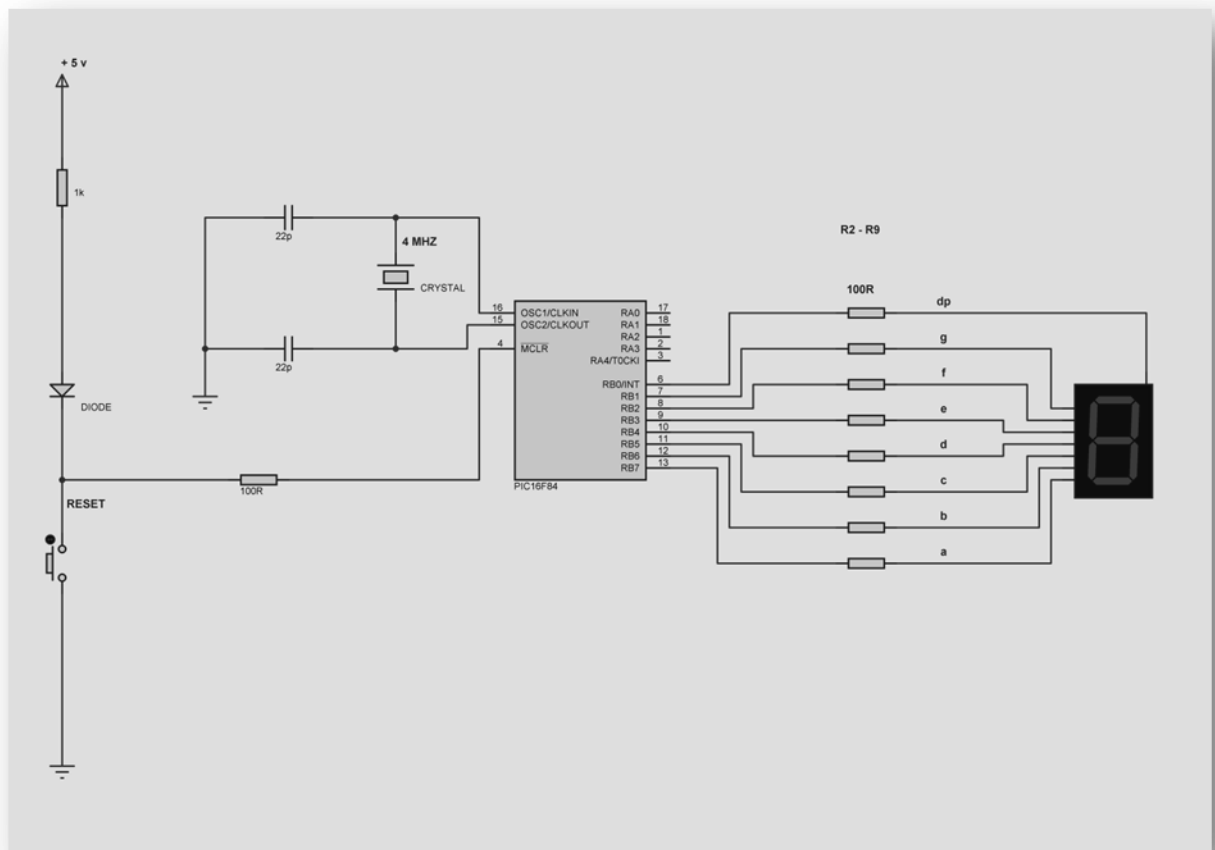 + 5 v
1k
DIODE
RESET
100R
22p
4 MHZ
CRYSTAL
22p
16 OSC1/CLKIN
15 OSC2/CLKOUT
4 MCLR
RA0 17
RA1 18
RA2 1
RA3 2
RA4/T0CKI 3
RB0/INT 6
RB1 7
RB2 8
RB3 9
RB4 10
RB5 11
RB6 12
RB7 13
PIC16F84
R2 - R9
100R
dp
g
f
e
d
c
b
a